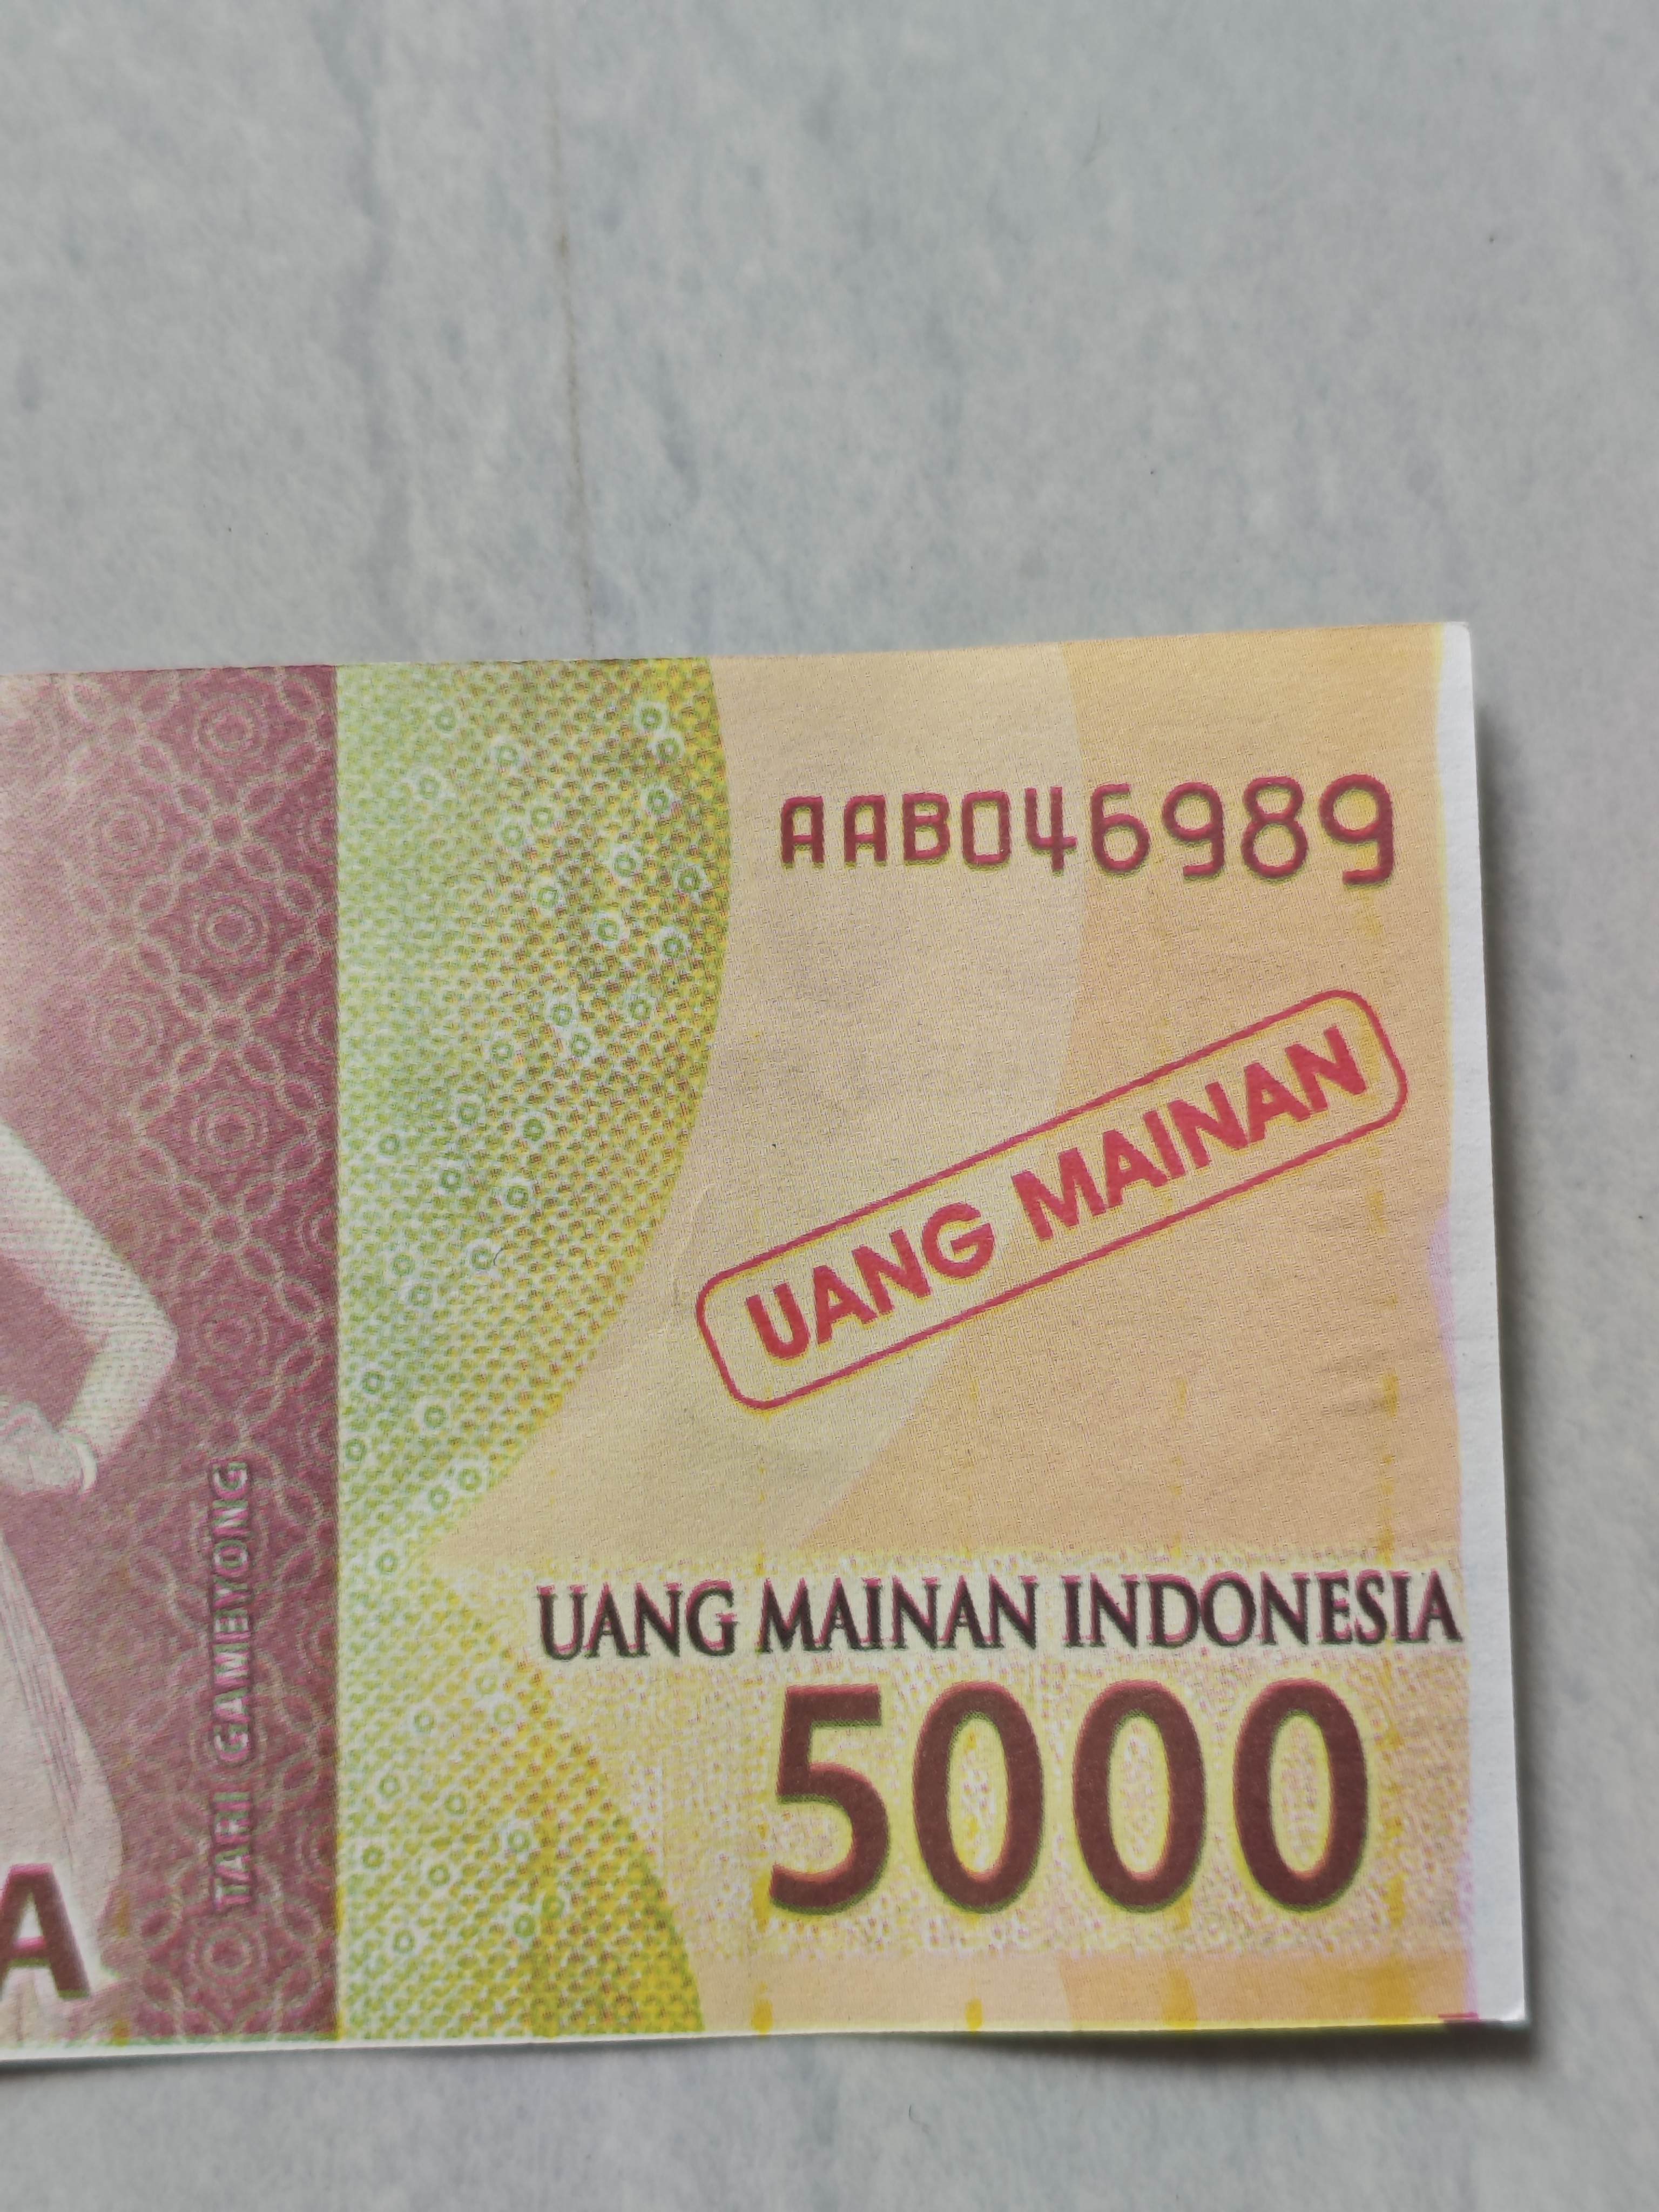 AAB046989
UANG MAINAN
TARI GAMBYONG
UANG MAINAN INDONESIA
5000
A